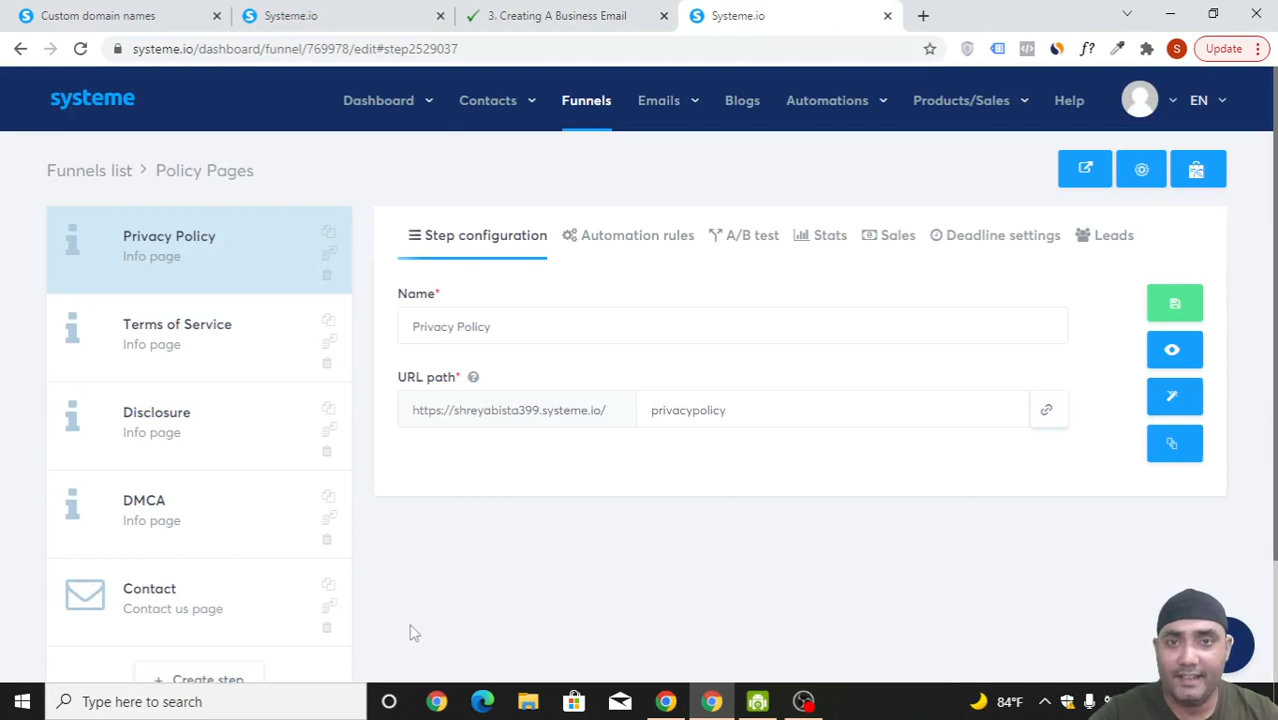 Custom domain names
Systeme.io
3. Creating A Business Email
Systeme.io
systeme.io/dashboard/funnel/769978/edit#step2529037
Update
systeme
Dashboard
Contacts
Funnels
Emails
Blogs
Automations
Products/Sales
Help
EN
Funnels list > Policy Pages
Privacy Policy
Info page
Terms of Service
Info page
Disclosure
Info page
DMCA
Info page
Contact
Contact us page
+ Create step
Step configuration
Automation rules
A/B test
Stats
Sales
Deadline settings
Leads
Name*
Privacy Policy
URL path*
https://shreyabista399.systeme.io/
privacypolicy
Type here to search
84°F